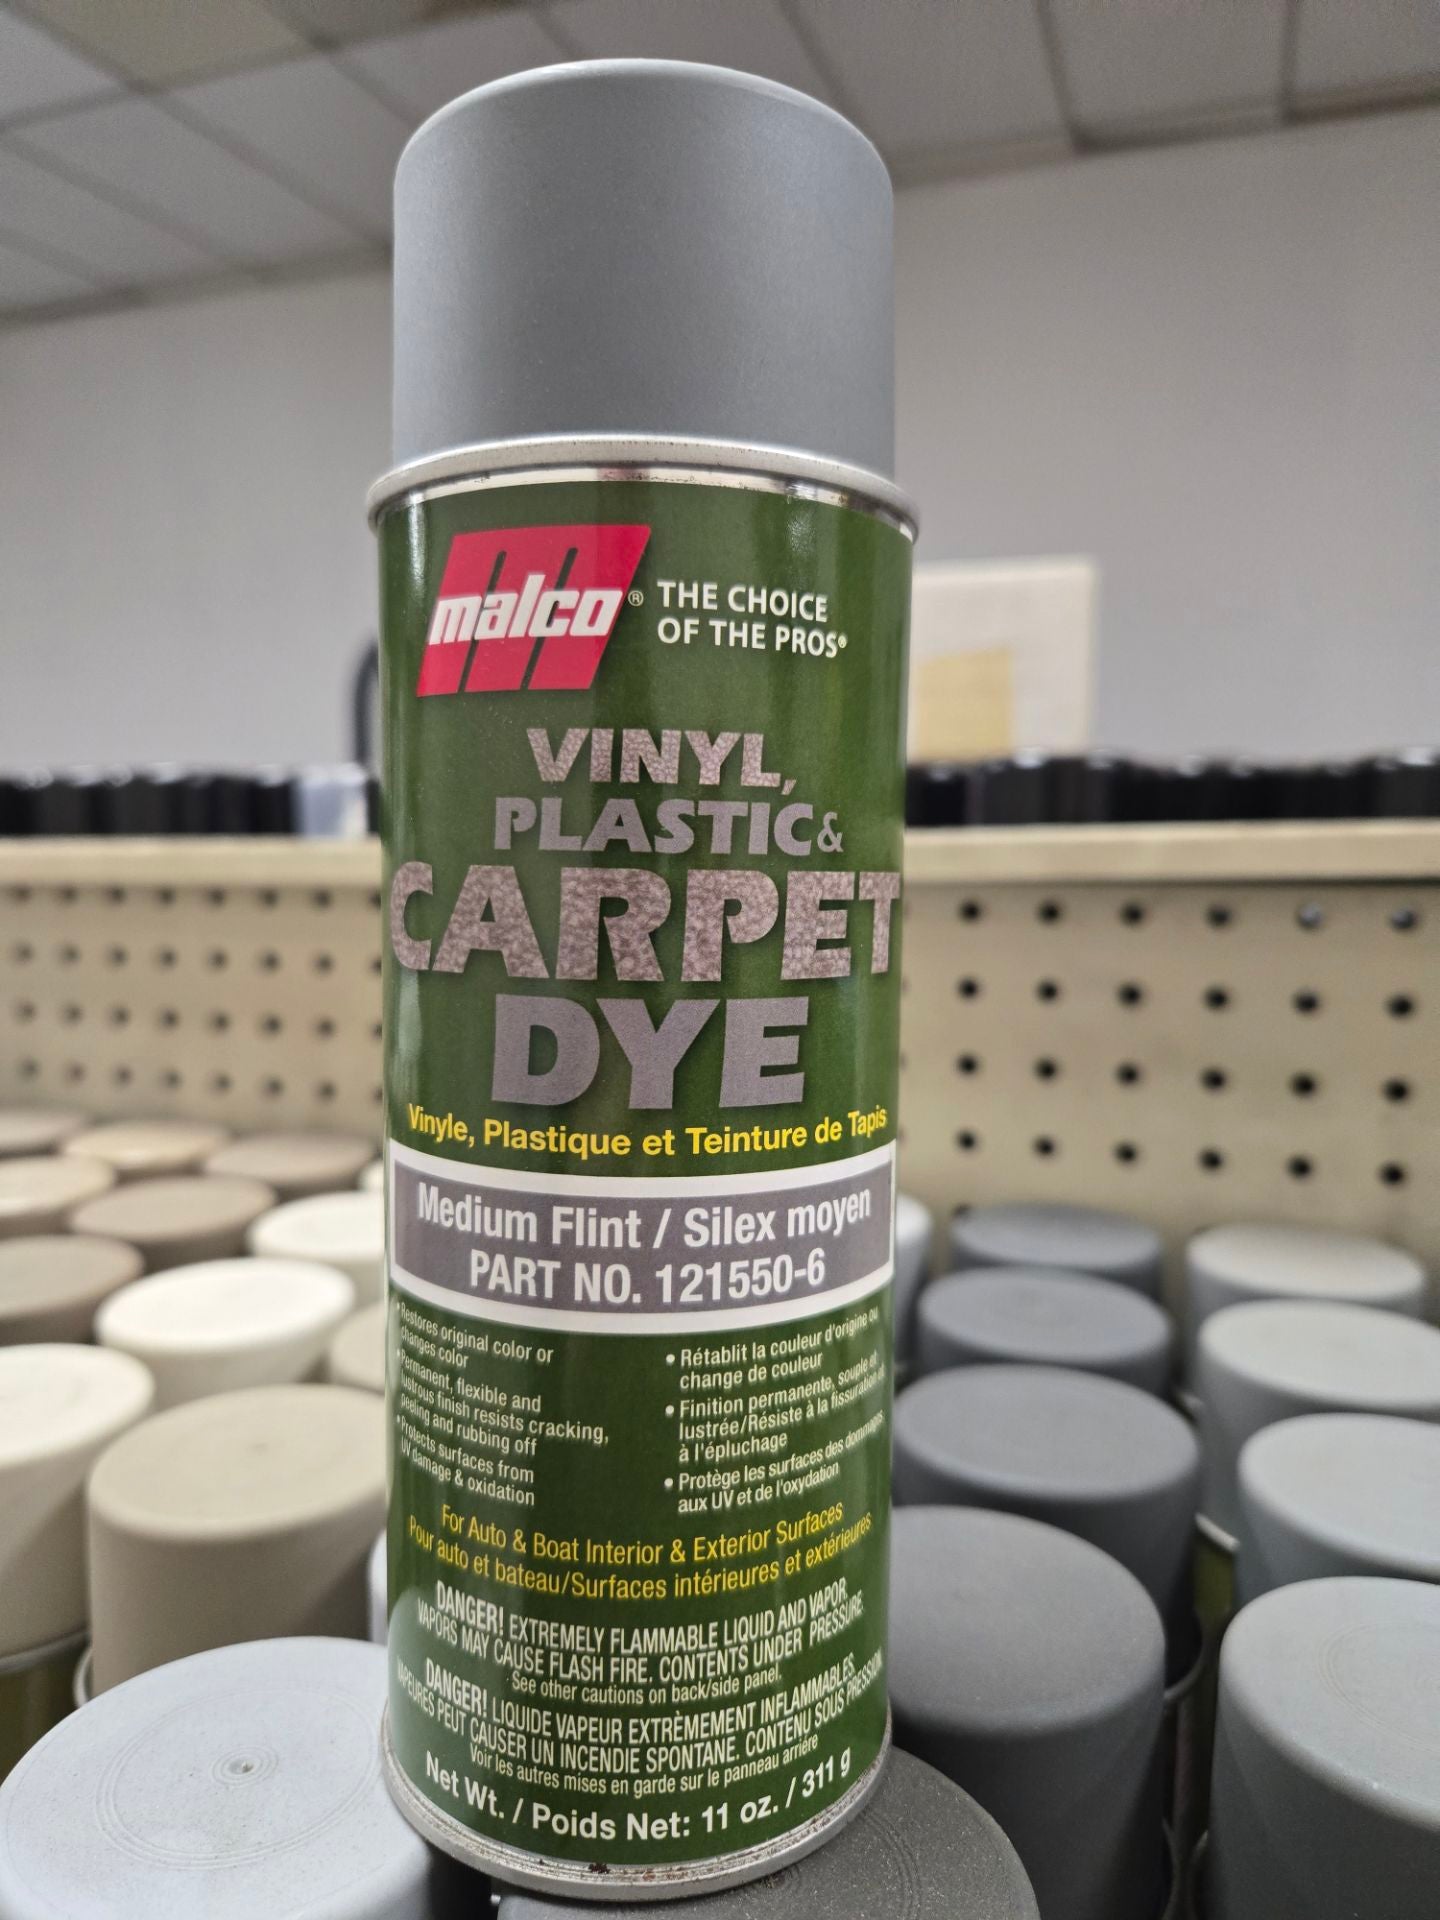 malco®
THE CHOICE
OF THE PROS®
VINYL,
PLASTIC &
CARPET
DYE
Vinyle, Plastique et Teinture de Tapis
Medium Flint / Silex moyen
PART NO. 121550-6
• Restores original color or
changes color
• Permanent, flexible and
lustrous finish resists cracking,
peeling and rubbing off
• Protects surfaces from
UV damage & oxidation
• Rétablit la couleur d'origine ou
change de couleur
• Finition permanente, souple et
lustrée/Résiste à la fissuration et
à l'épluchage
• Protège les surfaces des dommages
aux UV et de l'oxydation
For Auto & Boat Interior & Exterior Surfaces
Pour auto et bateau/Surfaces intérieures et extérieures
DANGER! EXTREMELY FLAMMABLE LIQUID AND VAPOR.
VAPORS MAY CAUSE FLASH FIRE. CONTENTS UNDER PRESSURE.
See other cautions on back/side panel.
DANGER! LIQUIDE VAPEUR EXTRÈMEMENT INFLAMMABLES.
VAPEURES PEUT CAUSER UN INCENDIE SPONTANE. CONTENU SOUS PRESSION.
Voir les autres mises en garde sur le panneau arrière
Net Wt. / Poids Net: 11 oz. / 311 g